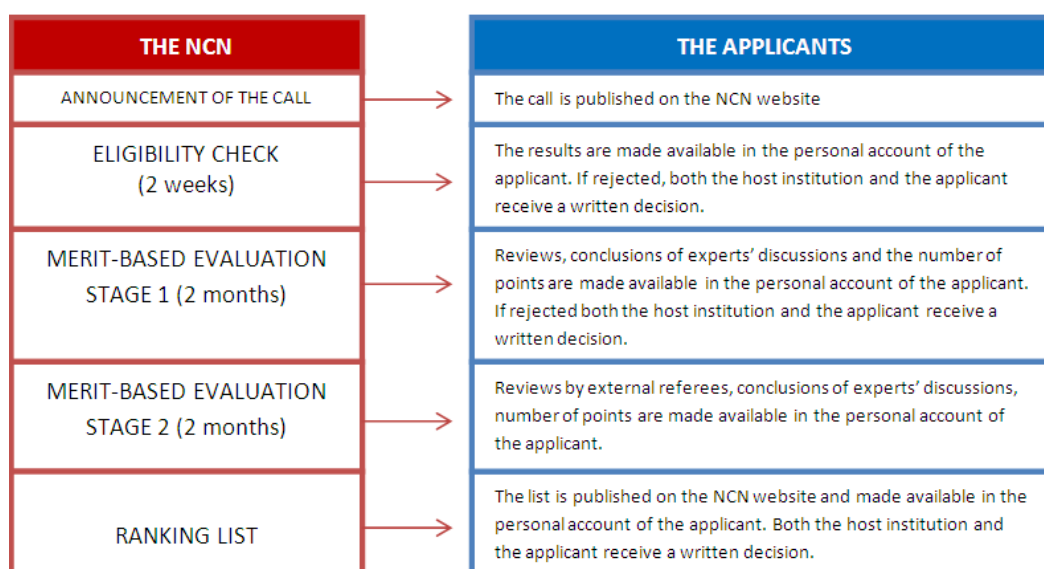 THE NCN
THE APPLICANTS
ANNOUNCEMENT OF THE CALL
The call is published on the NCN website
ELIGIBILITY CHECK
(2 weeks)
The results are made available in the personal account of the
applicant. If rejected, both the host institution and the applicant
receive a written decision.
MERIT-BASED EVALUATION
STAGE 1 (2 months)
Reviews, conclusions of experts’ discussions and the number of
points are made available in the personal account of the applicant.
If rejected both the host institution and the applicant receive a
written decision.
MERIT-BASED EVALUATION
STAGE 2 (2 months)
Reviews by external referees, conclusions of experts’ discussions,
number of points are made available in the personal account of
the applicant.
RANKING LIST
The list is published on the NCN website and made available in the
personal account of the applicant. Both the host institution and
the applicant receive a written decision.